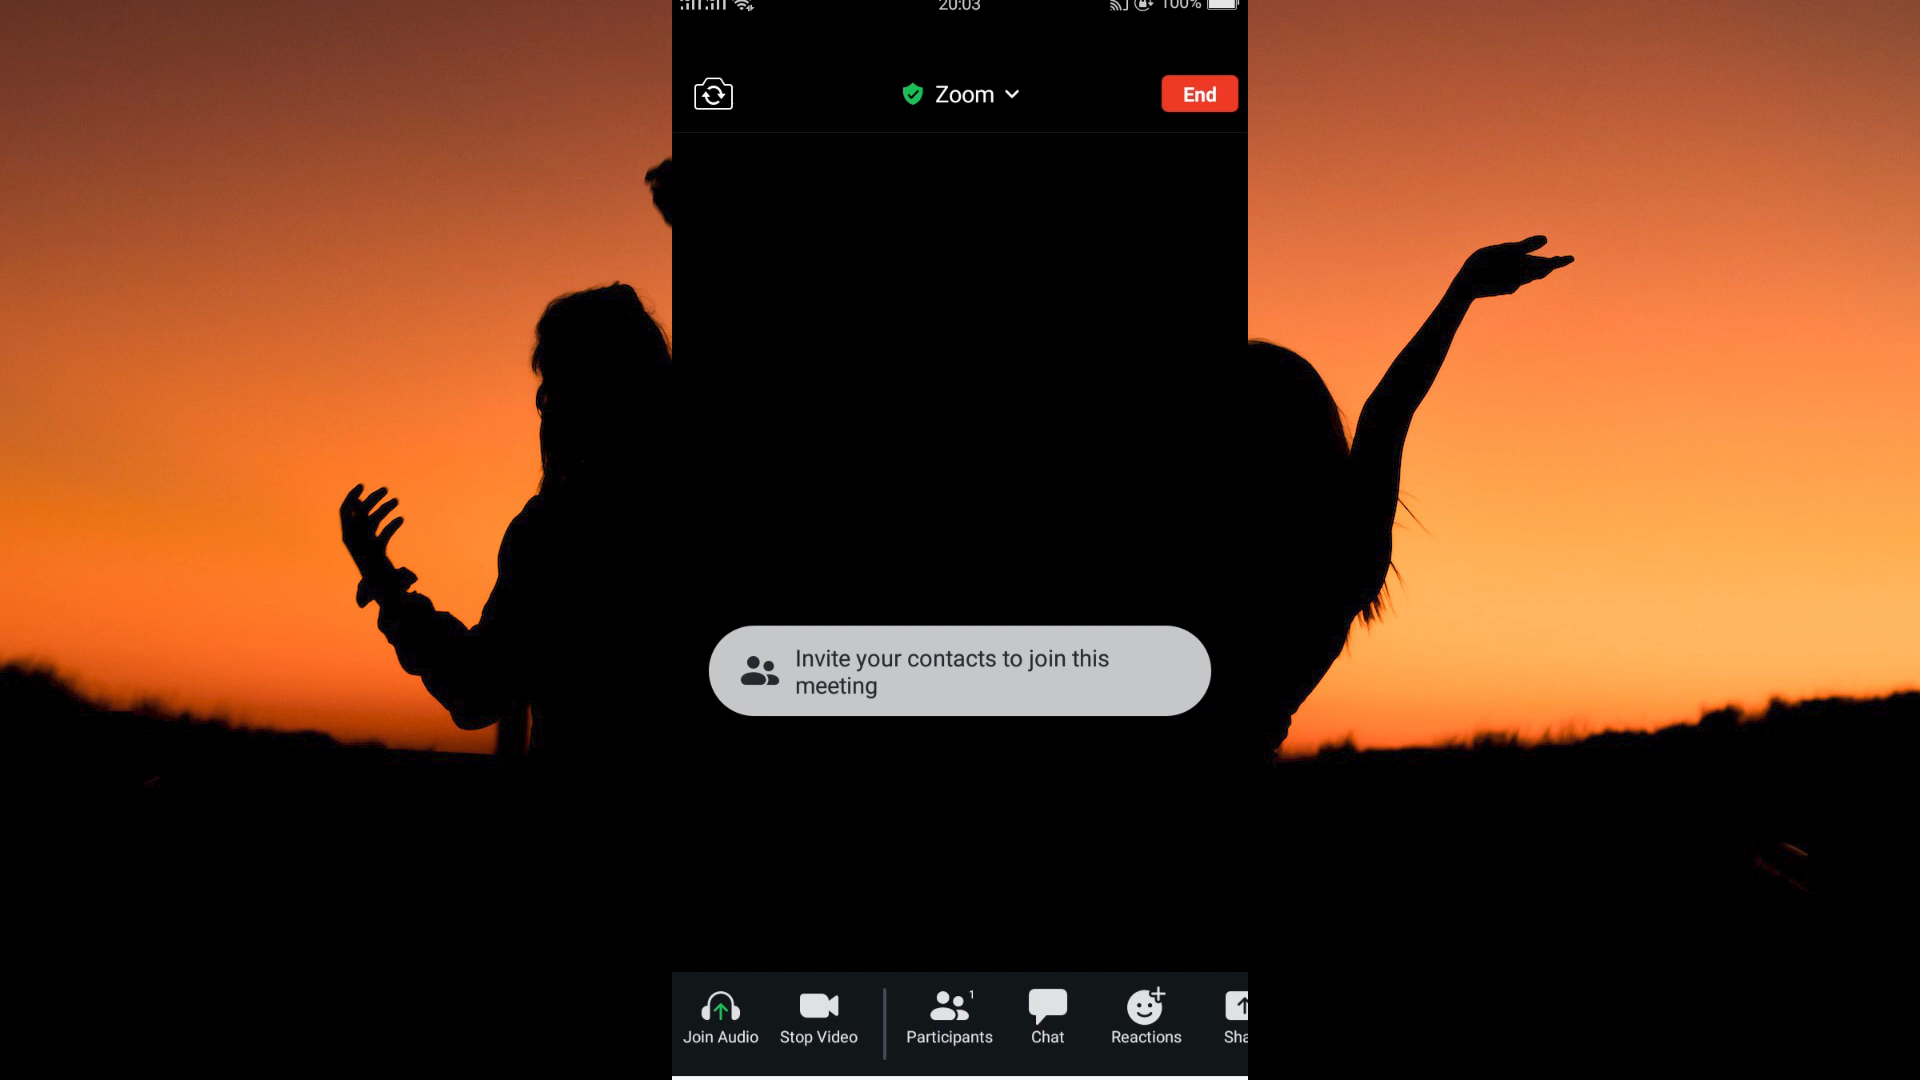 20:03
100%
Zoom
End
Invite your contacts to join this
meeting
1
Join Audio
Stop Video
Participants
Chat
Reactions
Sha